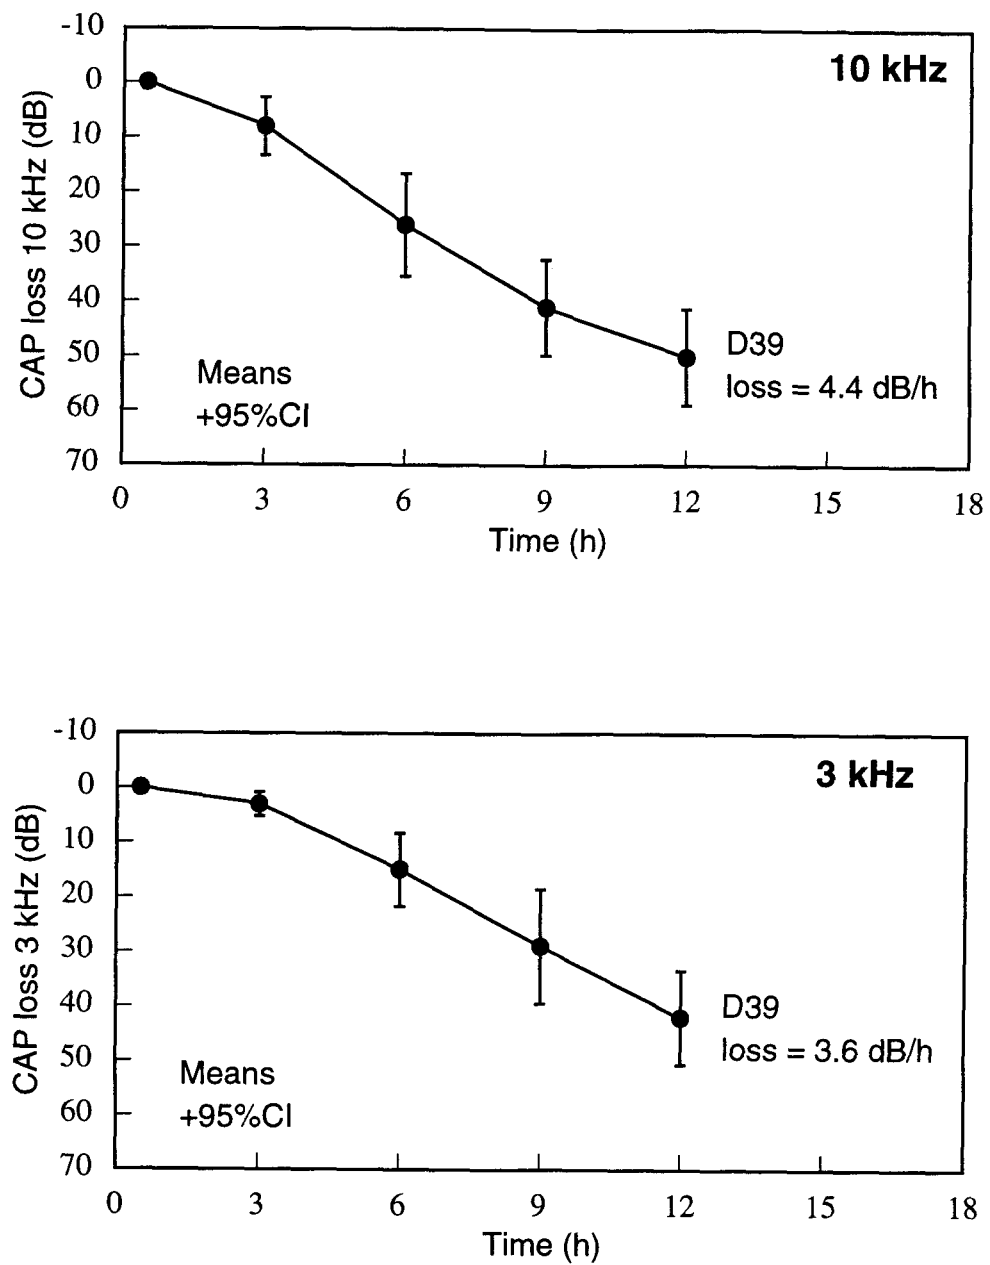 -10
0
10
20
30
40
50
60
70
CAP loss 10 kHz (dB)
10 kHz
D39
loss = 4.4 dB/h
Means
+95%CI
0 3 6 9 12 15 18
Time (h)
-10
0
10
20
30
40
50
60
70
CAP loss 3 kHz (dB)
3 kHz
D39
loss = 3.6 dB/h
Means
+95%CI
0 3 6 9 12 15 18
Time (h)